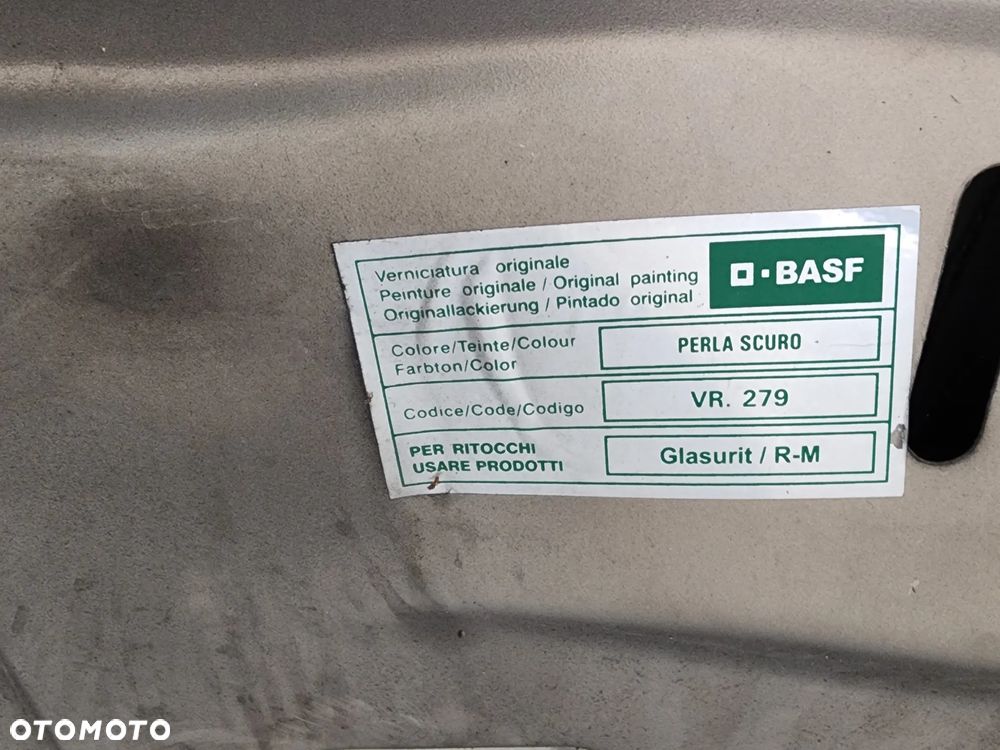 Verniciatura originale
Peinture originale / Original painting
Originallackierung / Pintado original
BASF
Colore/Teinte/Colour
Farbton/Color
PERLA SCURO
Codice/Code/Codigo
VR. 279
PER RITOCCHI
USARE PRODOTTI
Glasurit / R-M
OTOMOTO